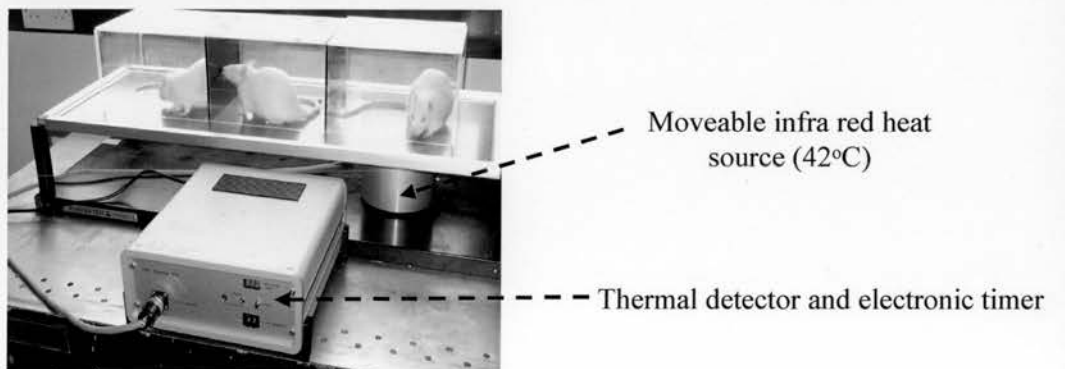 Moveable infra red heat
source (42°C)
Thermal detector and electronic timer